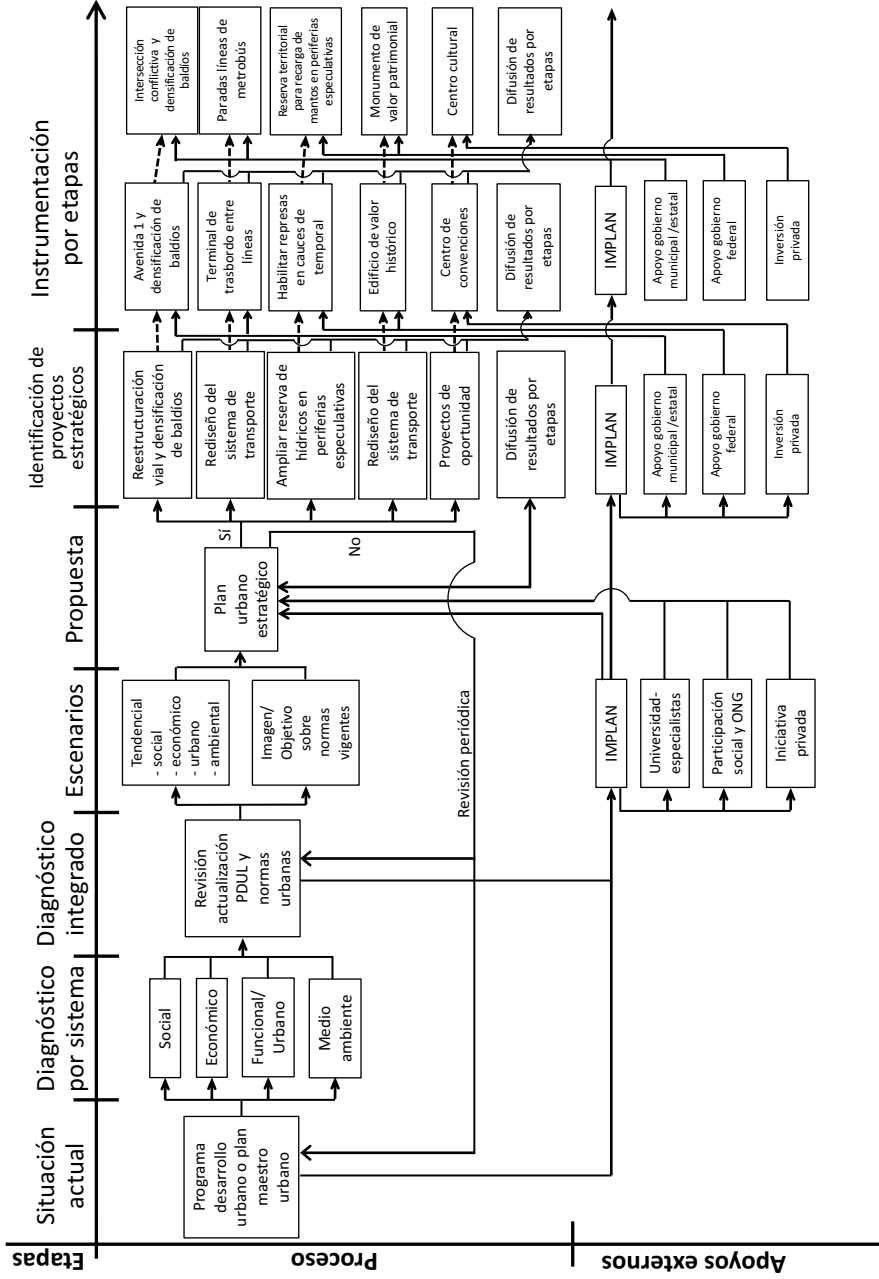 Etapas
Situación
actual
Diagnóstico
por sistema
Diagnóstico
integrado
Escenarios
Propuesta
Identificación de
proyectos
estratégicos
Instrumentación
por etapas
Proceso
Programa
desarrollo
urbano o plan
maestro
urbano
Social
Económico
Funcional/
Urbano
Medio
ambiente
Revisión
actualización
PDUL y
normas
urbanas
Tendencial
- social
- económico
- urbano
- ambiental
Imagen/
Objetivo
sobre
normas
vigentes
Plan
urbano
estratégico
Sí
No
Revisión periódica
Reestructuración
vial y densificación
de baldíos
Rediseño del
sistema de
transporte
Ampliar reserva de
hídricos en
periferias
especulativas
Rediseño del
sistema de
transporte
Proyectos de
oportunidad
Difusión de
resultados por
etapas
Avenida 1 y
densificación de
baldíos
Terminal de
trasbordo entre
líneas
Habilitar represas
en cauces de
temporal
Edificio de valor
histórico
Centro de
convenciones
Difusión de
resultados por
etapas
Intersección
conflictiva y
densificación de
baldíos
Paradas líneas de
metrobús
Reserva territorial
para recarga de
mantos en periferias
especulativas
Monumento de
valor patrimonial
Centro cultural
Difusión de
resultados por
etapas
Apoyos externos
IMPLAN
Universidad-
especialistas
Participación
social y ONG
Iniciativa
privada
IMPLAN
Apoyo gobierno
municipal /estatal
Apoyo gobierno
federal
Inversión
privada
IMPLAN
Apoyo gobierno
municipal /estatal
Apoyo gobierno
federal
Inversión
privada